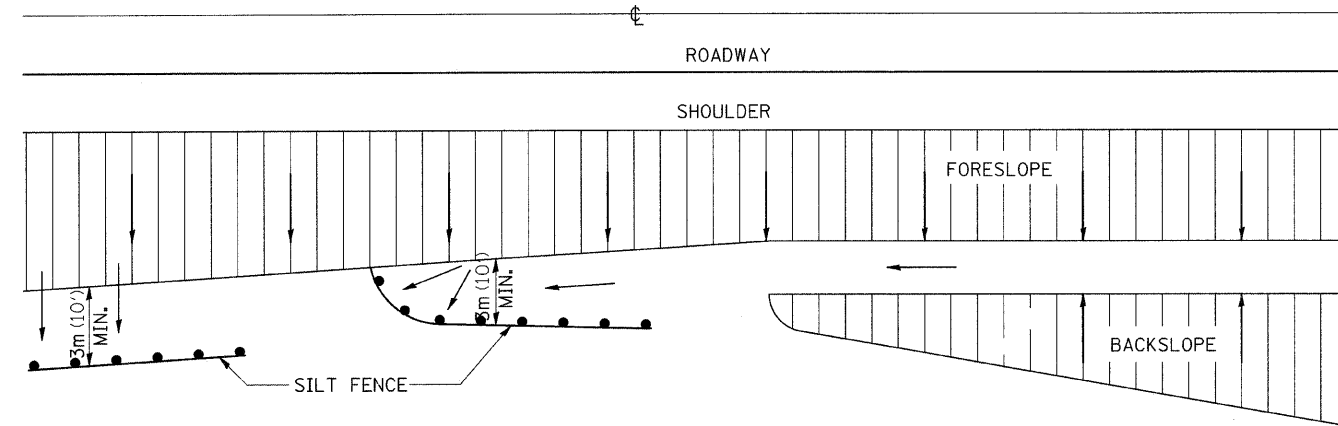 ℄
ROADWAY
SHOULDER
FORESLOPE
3m (10')
MIN.
3m (10')
MIN.
BACKSLOPE
SILT FENCE